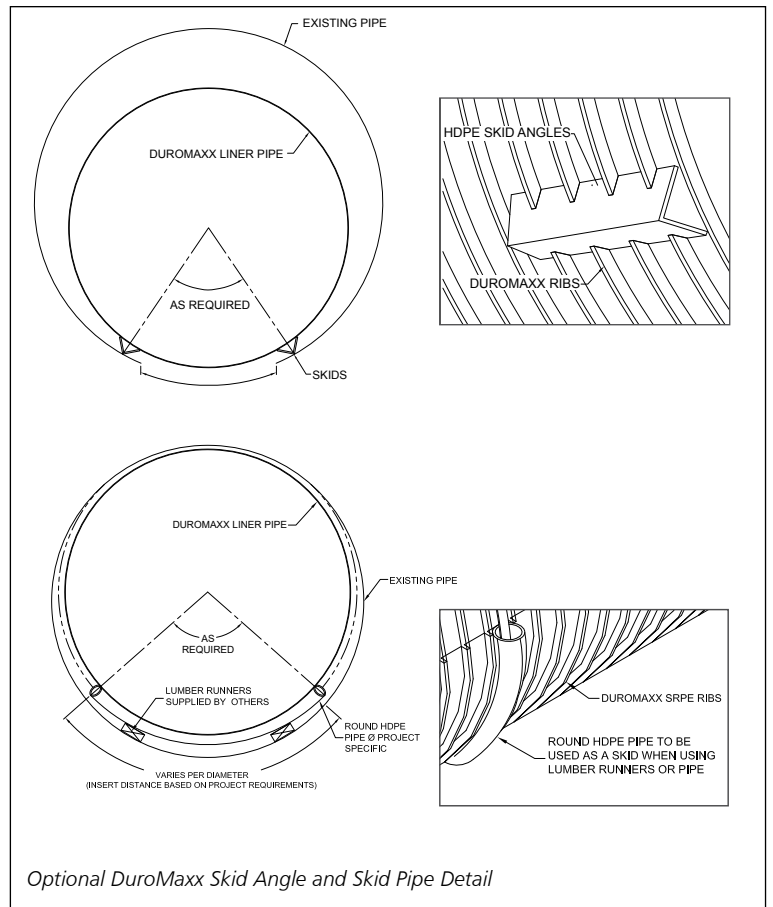 EXISTING PIPE
DUROMAXX LINER PIPE
AS REQUIRED
SKIDS
HDPE SKID ANGLES
DUROMAXX RIBS
DUROMAXX LINER PIPE
EXISTING PIPE
AS
REQUIRED
LUMBER RUNNERS
SUPPLIED BY OTHERS
ROUND HDPE
PIPE Ø PROJECT
SPECIFIC
VARIES PER DIAMETER
(INSERT DISTANCE BASED ON PROJECT REQUIREMENTS)
DUROMAXX SRPE RIBS
ROUND HDPE PIPE TO BE
USED AS A SKID WHEN USING
LUMBER RUNNERS OR PIPE
Optional DuroMaxx Skid Angle and Skid Pipe Detail